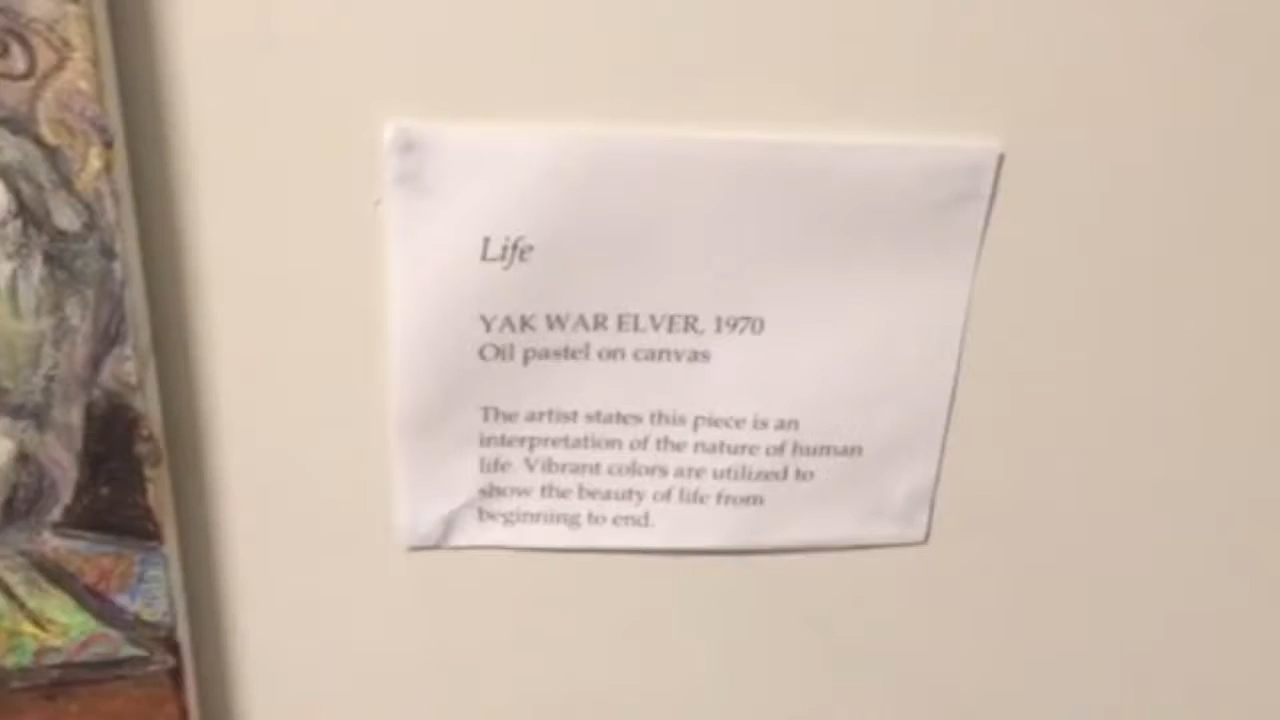 Life
YAK WAR ELVER, 1970
Oil pastel on canvas
The artist states this piece is an
interpretation of the nature of human
life. Vibrant colors are utilized to
show the beauty of life from
beginning to end.